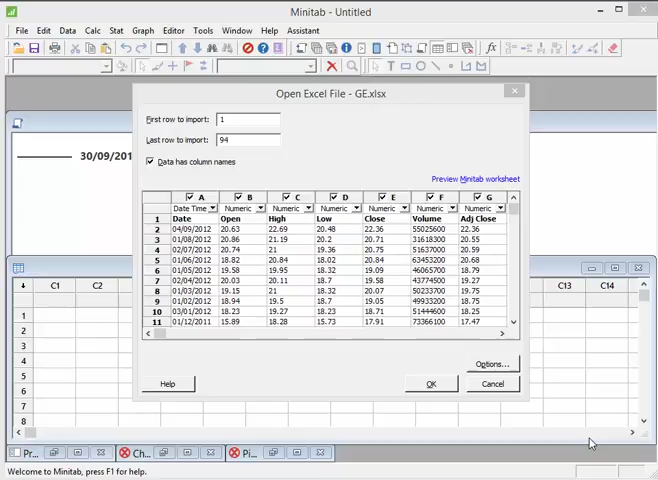 Minitab - Untitled
File Edit Data Calc Stat Graph Editor Tools Window Help Assistant
Open Excel File - GE.xlsx
First row to import: 1
Last row to import: 94
Data has column names
30/09/201
Preview Minitab worksheet
A B C D E F G
Date Time Numeric Numeric Numeric Numeric Numeric Numeric
1 Date Open High Low Close Volume Adj Close
2 04/09/2012 20.63 22.69 20.48 22.36 55025600 22.36
3 01/08/2012 20.86 21.19 20.2 20.71 31618300 20.55
4 02/07/2012 20.74 21 19.36 20.75 51637000 20.59
5 01/06/2012 18.82 20.84 18.02 20.84 63453200 20.68
6 01/05/2012 19.58 19.95 18.32 19.09 46065700 18.79
7 02/04/2012 20.03 20.11 18.7 19.58 43774500 19.27
8 01/03/2012 19.15 21 18.32 20.07 50233700 19.75
9 01/02/2012 18.94 19.5 18.7 19.05 49933200 18.75
10 03/01/2012 18.23 19.27 18.23 18.71 51444600 18.25
11 01/12/2011 15.89 18.28 15.73 17.91 73366100 17.47
Options...
Help OK Cancel
C1 C2 C13 C14
1
2
3
4
5
6
7
8
Pr... Ch... Pi...
Welcome to Minitab, press F1 for help.